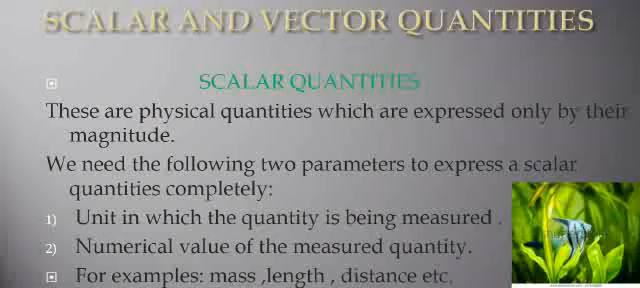 SCALAR AND VECTOR QUANTITIES
SCALAR QUANTITIES
These are physical quantities which are expressed only by their
magnitude.
We need the following two parameters to express a scalar
quantities completely:
1) Unit in which the quantity is being measured .
2) Numerical value of the measured quantity.
For examples: mass ,length , distance etc.